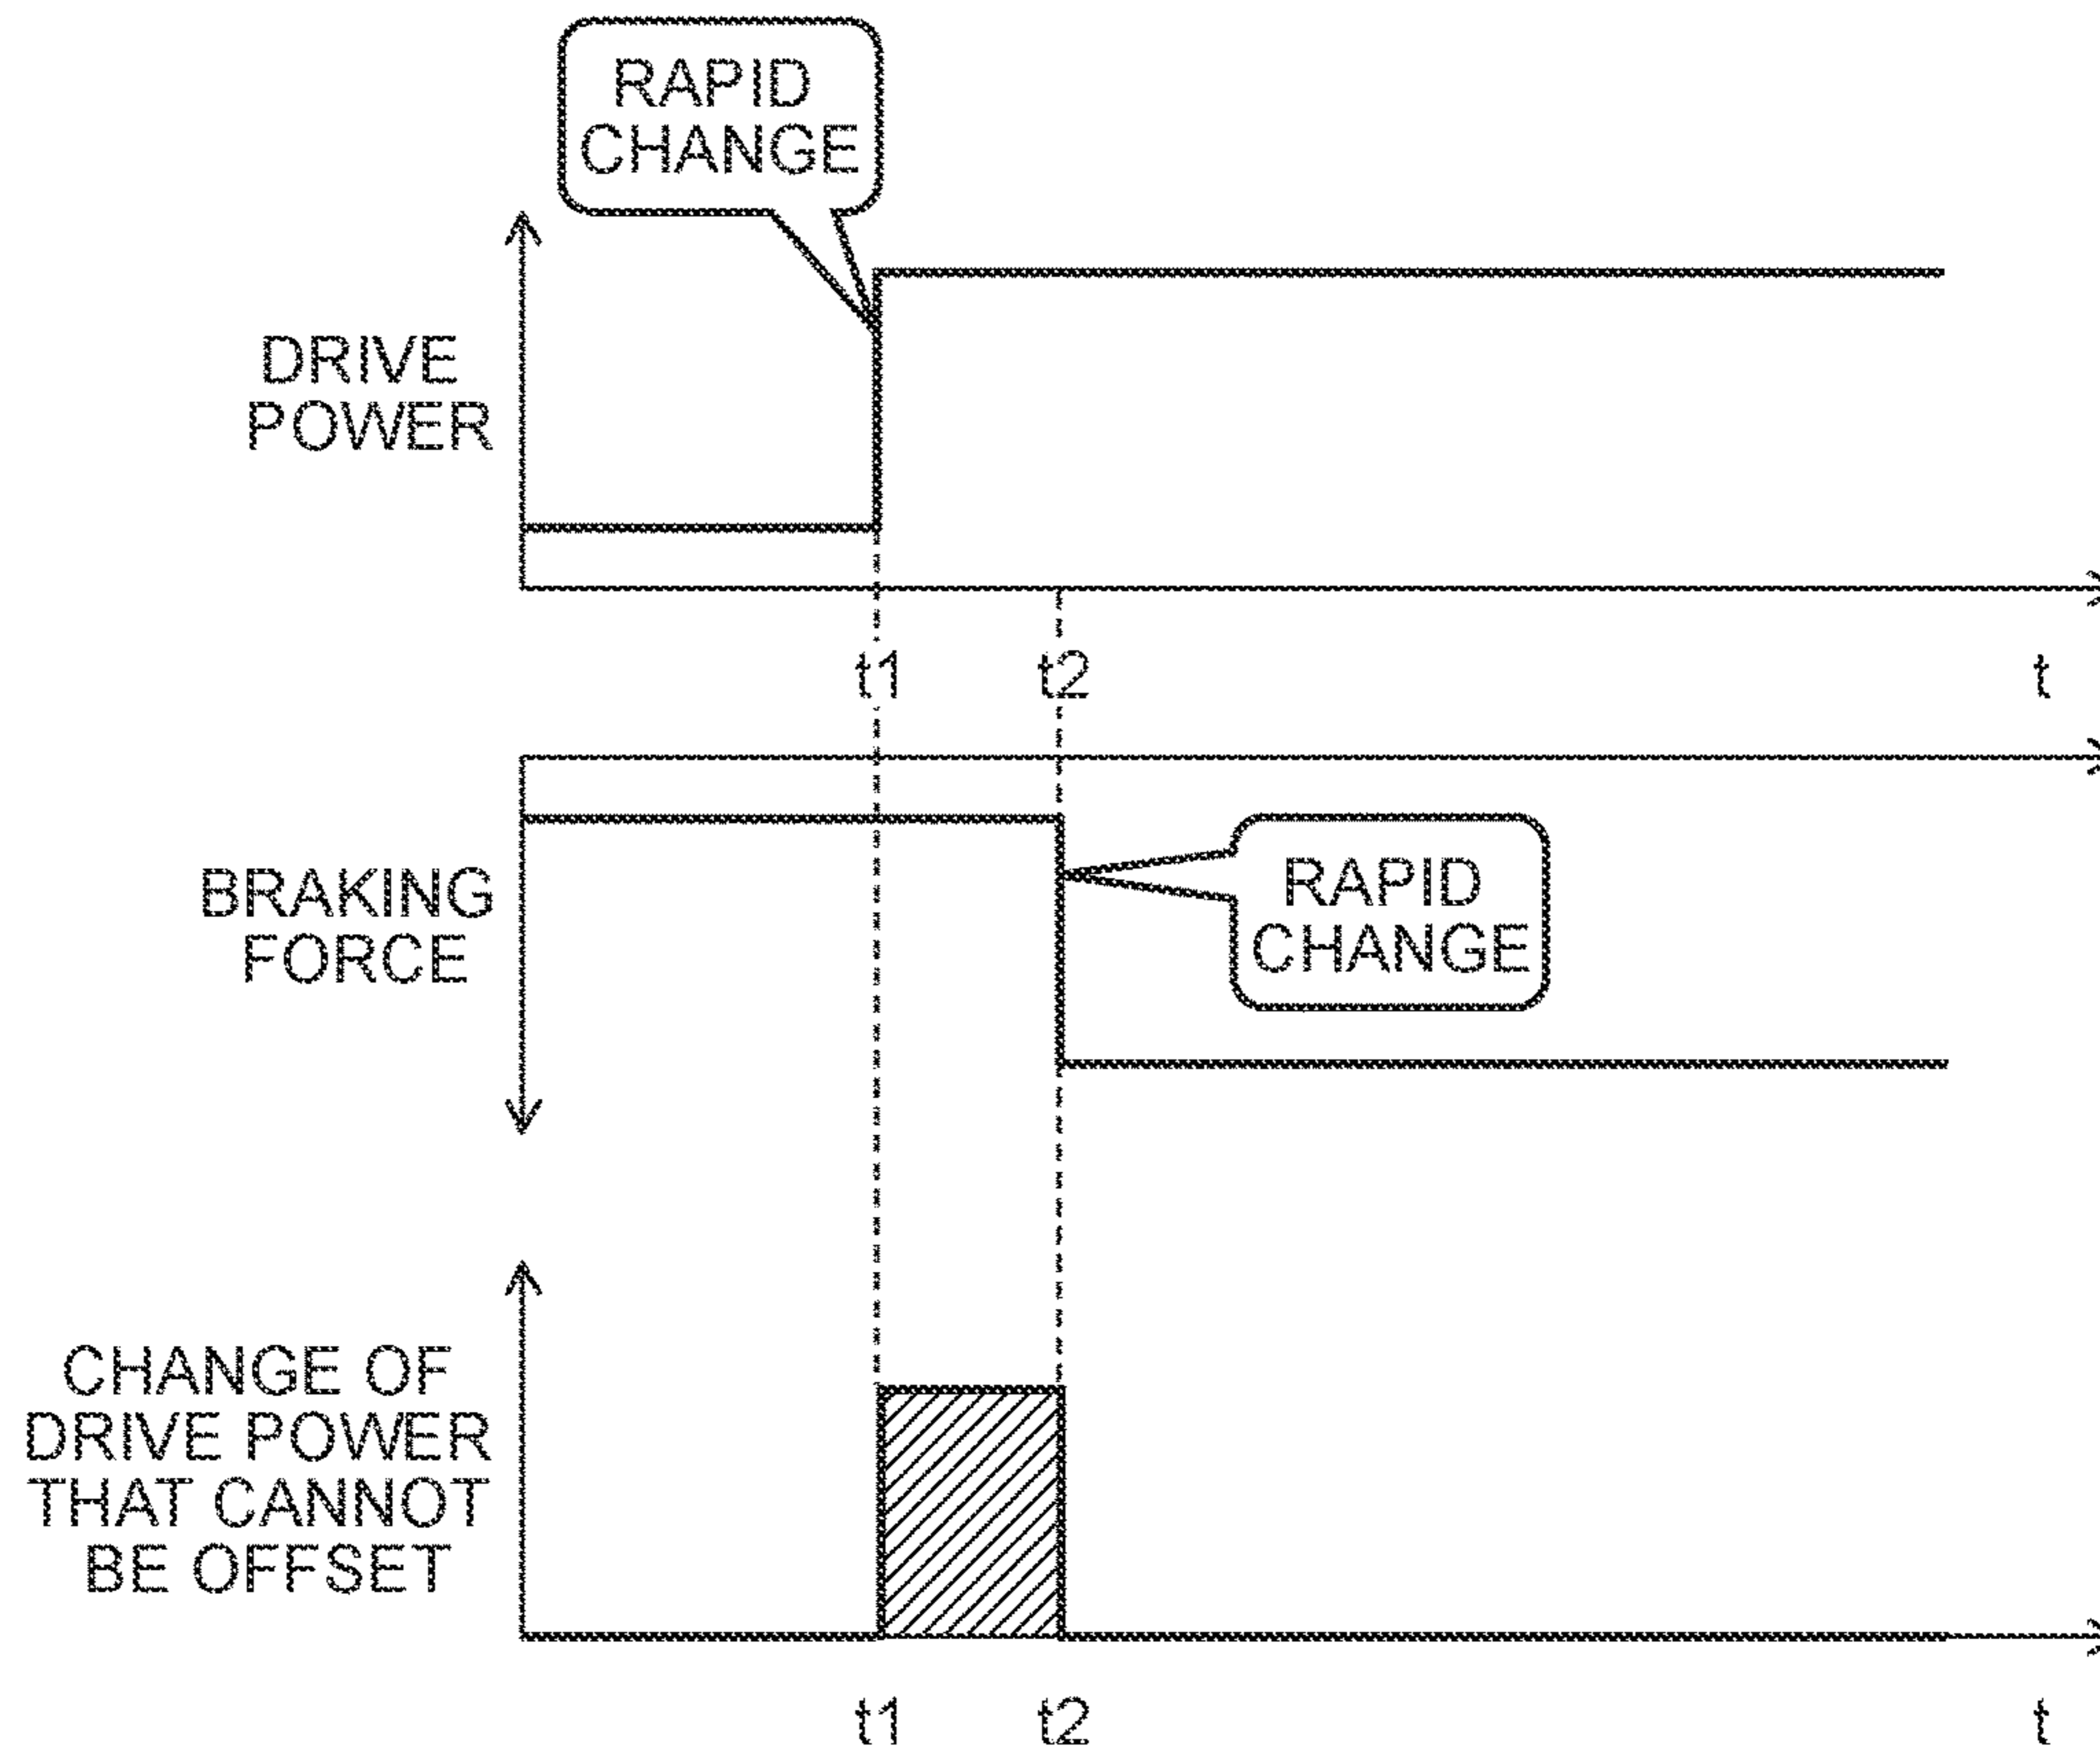 RAPID
CHANGE
DRIVE
POWER
t1 t2 t
BRAKING
FORCE
RAPID
CHANGE
CHANGE OF
DRIVE POWER
THAT CANNOT
BE OFFSET
t1 t2 t